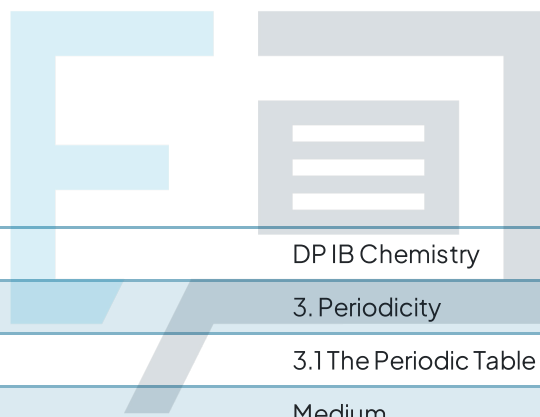 DP IB Chemistry
3. Periodicity
3.1 The Periodic Table
Medium